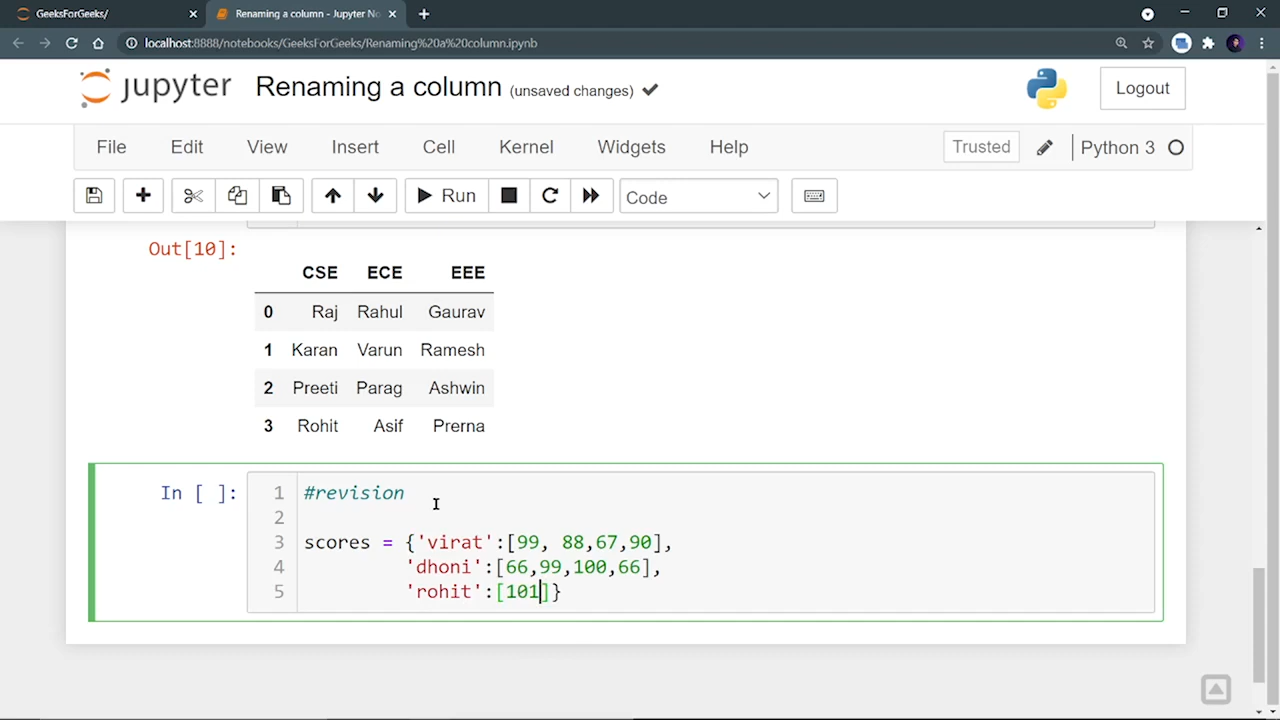 GeeksForGeeks/
Renaming a column - Jupyter No
localhost:8888/notebooks/GeeksForGeeks/Renaming%20a%20column.ipynb
jupyter Renaming a column (unsaved changes)
Logout
File Edit View Insert Cell Kernel Widgets Help Trusted Python 3
Run Code
Out[10]:
CSE ECE EEE
0 Raj Rahul Gaurav
1 Karan Varun Ramesh
2 Preeti Parag Ashwin
3 Rohit Asif Prerna
In [ ]: 1 #revision
2
3 scores = {'virat':[99, 88,67,90],
4 'dhoni':[66,99,100,66],
5 'rohit':[101]}